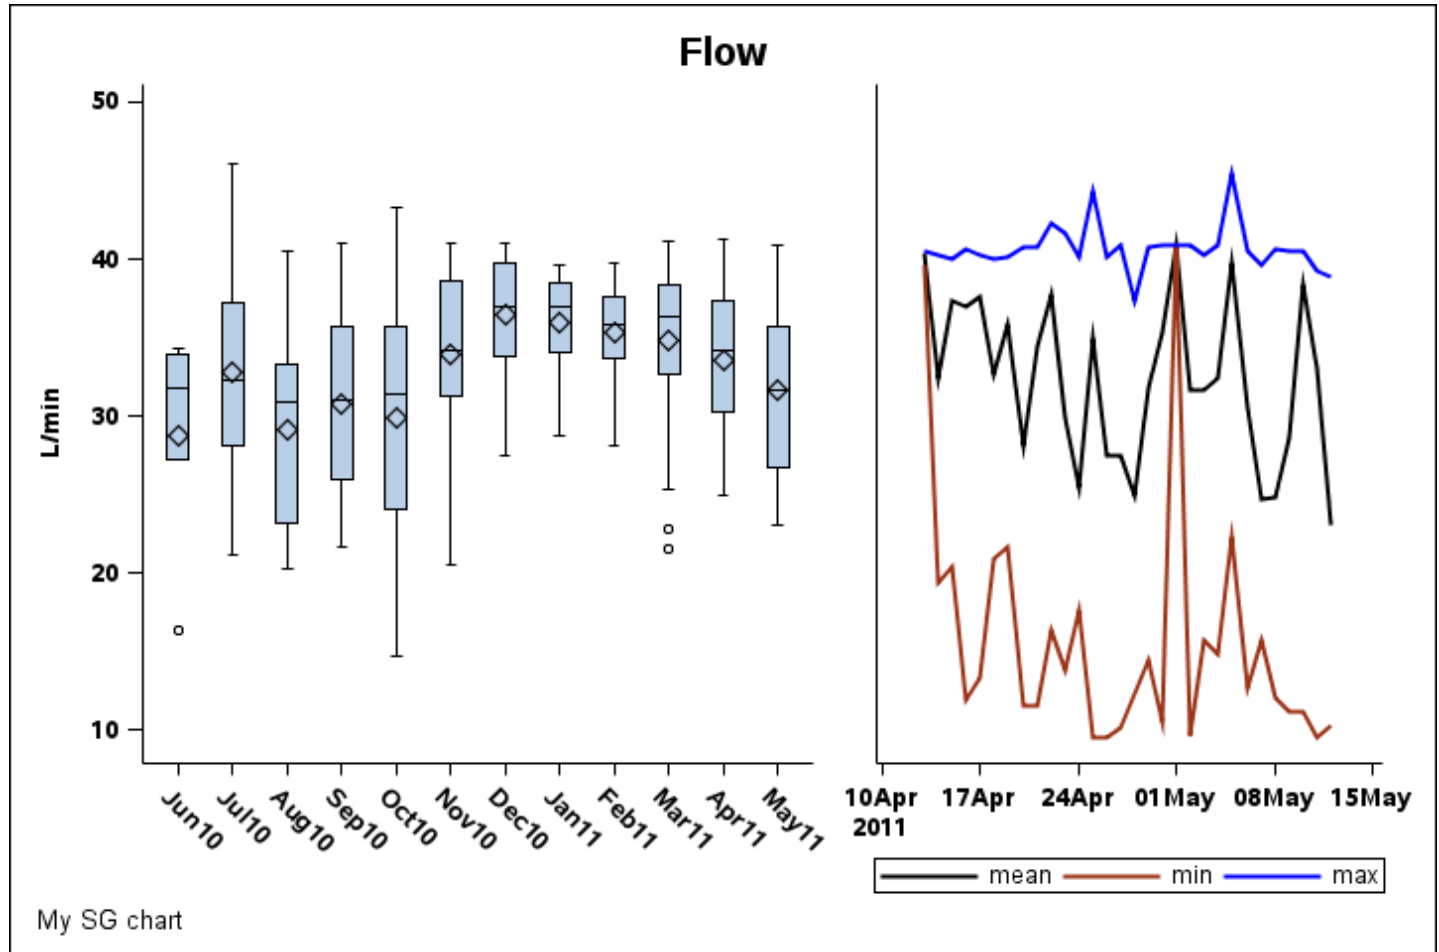 Flow
L/min
50
40
30
20
10
Jun10 Jul10 Aug10 Sep10 Oct10 Nov10 Dec10 Jan11 Feb11 Mar11 Apr11 May11
10Apr 17Apr 24Apr 01May 08May 15May
2011
mean min max
My SG chart